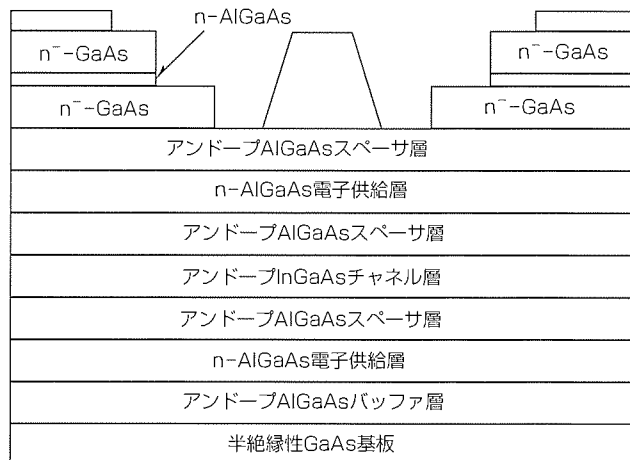 n-AlGaAs
n⁻-GaAs
n⁻-GaAs
n⁻-GaAs
n⁻-GaAs
アンドープAlGaAsスペーサ層
n-AlGaAs電子供給層
アンドープAlGaAsスペーサ層
アンドープInGaAsチャネル層
アンドープAlGaAsスペーサ層
n-AlGaAs電子供給層
アンドープAlGaAsバッファ層
半絶縁性GaAs基板